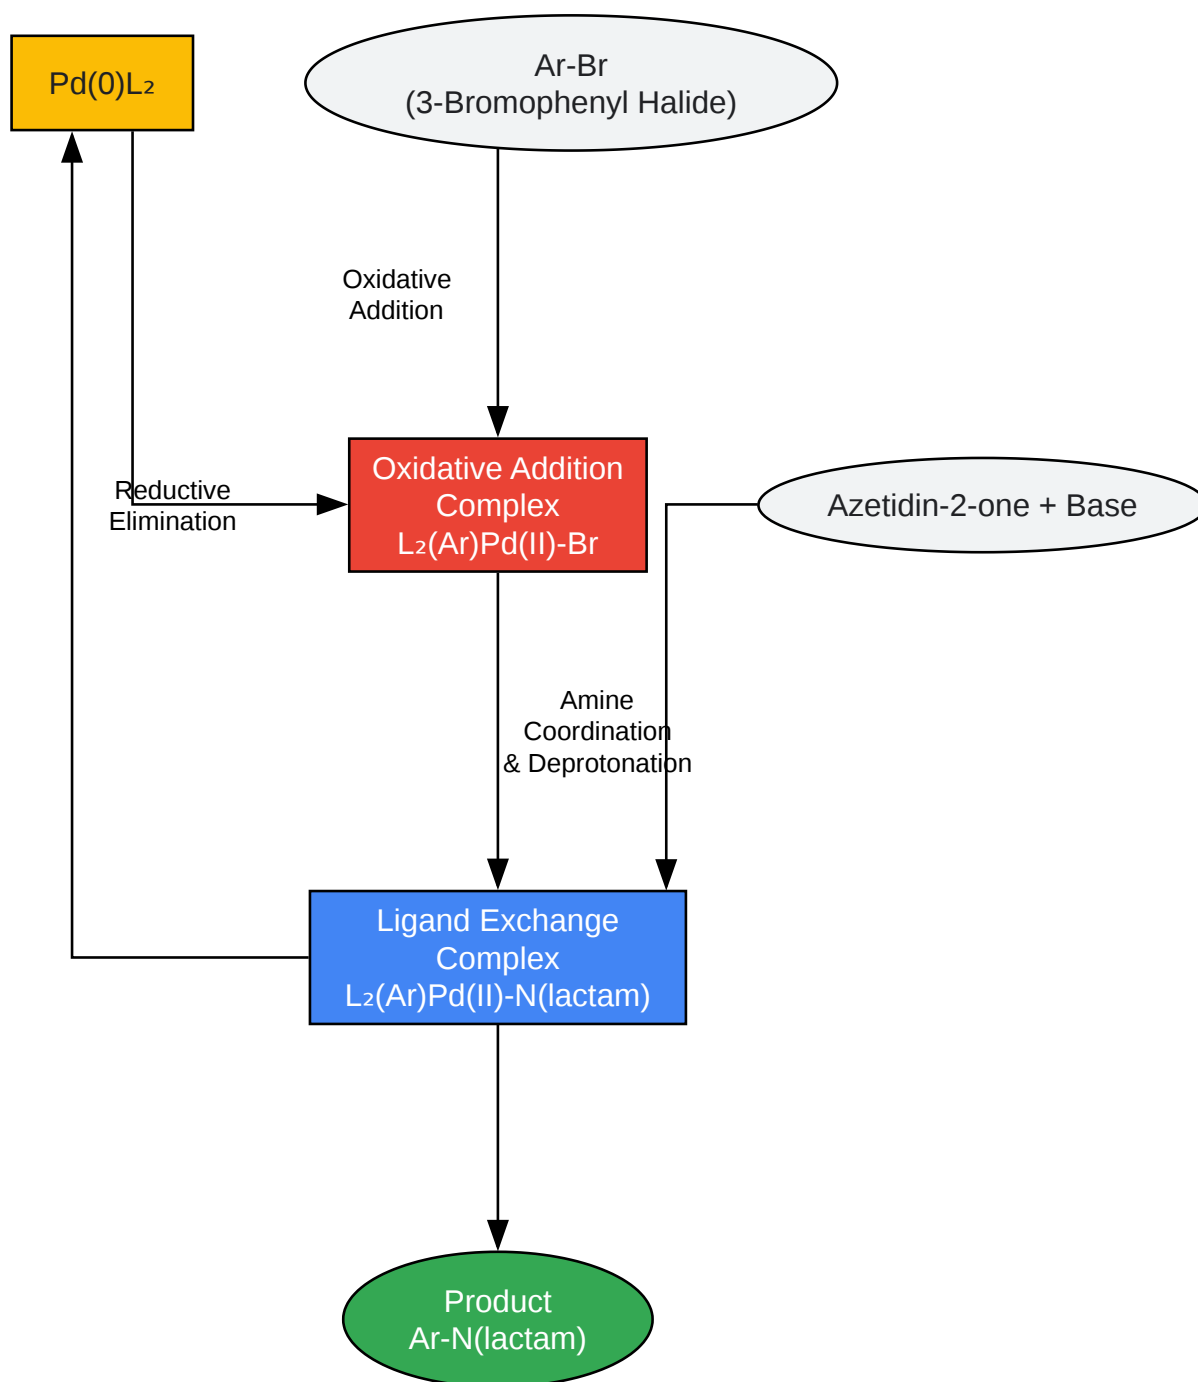 Pd(0)L₂
Ar-Br
(3-Bromophenyl Halide)
Oxidative
Addition
Reductive
Elimination
Oxidative Addition
Complex
L₂(Ar)Pd(II)-Br
Azetidin-2-one + Base
Amine
Coordination
& Deprotonation
Ligand Exchange
Complex
L₂(Ar)Pd(II)-N(lactam)
Product
Ar-N(lactam)